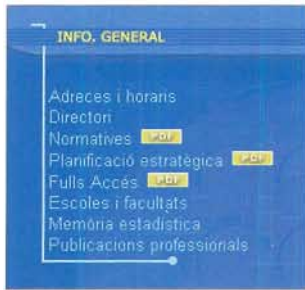 INFO. GENERAL
Adreces i horaris
Directori
Normatives PDF
Planificació estratègica PDF
Fulls Accés PDF
Escoles i facultats
Memòria estadística
Publicacions professionals